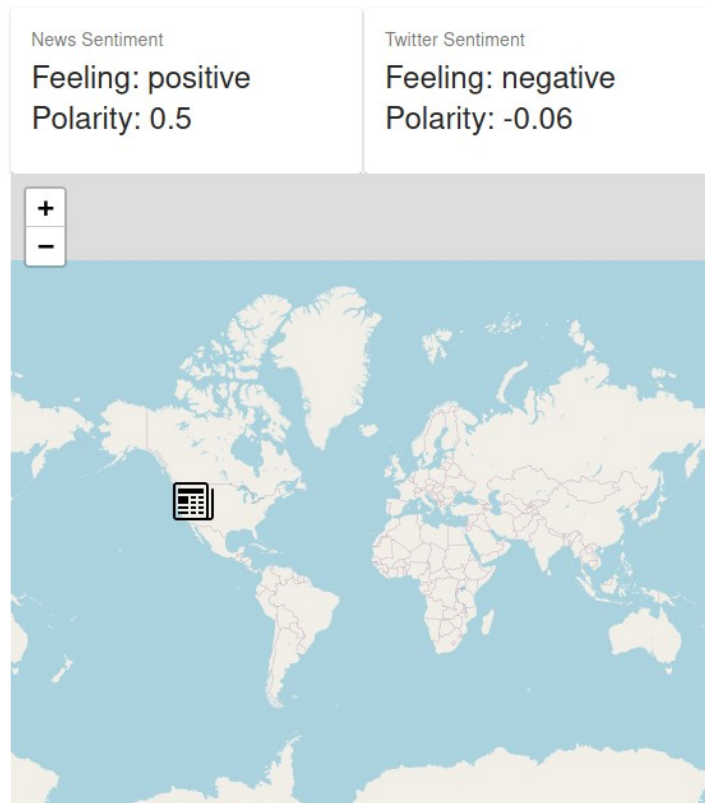 News Sentiment
Feeling: positive
Polarity: 0.5
Twitter Sentiment
Feeling: negative
Polarity: -0.06
+
−